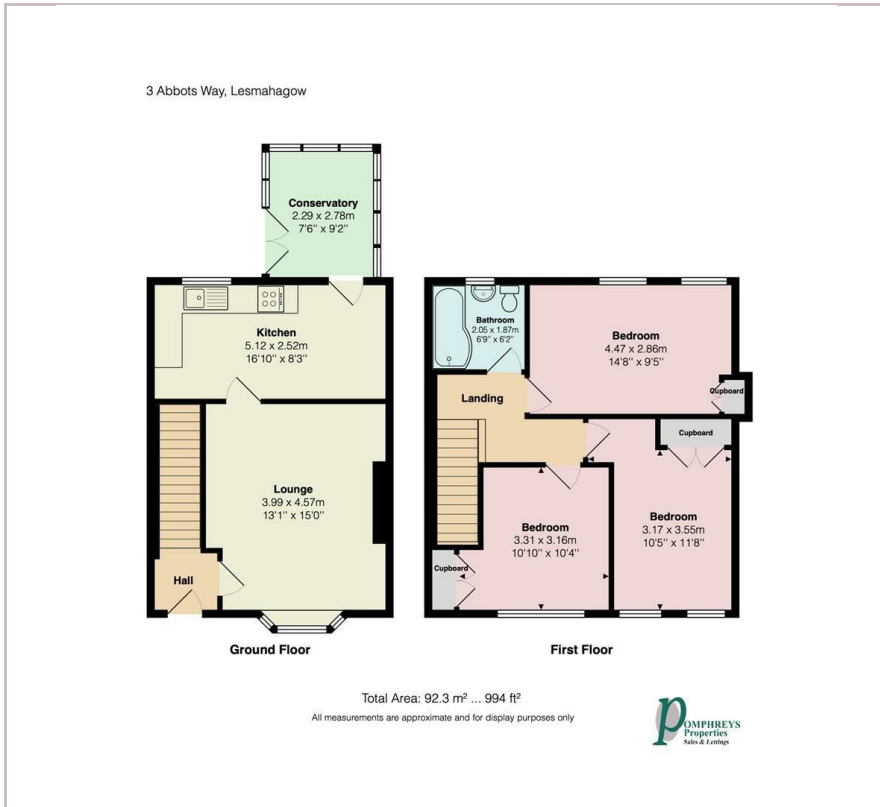 3 Abbots Way, Lesmahagow
Conservatory
2.29 x 2.78m
7'6" x 9'2"
Kitchen
5.12 x 2.52m
16'10" x 8'3"
Lounge
3.99 x 4.57m
13'1" x 15'0"
Hall
Ground Floor
Bathroom
2.05 x 1.87m
6'9" x 6'2"
Bedroom
4.47 x 2.86m
14'8" x 9'5"
Cupboard
Landing
Cupboard
Bedroom
3.31 x 3.16m
10'10" x 10'4"
Bedroom
3.17 x 3.55m
10'5" x 11'8"
Cupboard
First Floor
Total Area: 92.3 m² ... 994 ft²
All measurements are approximate and for display purposes only
POMPHREYS
Properties
Sales & Lettings